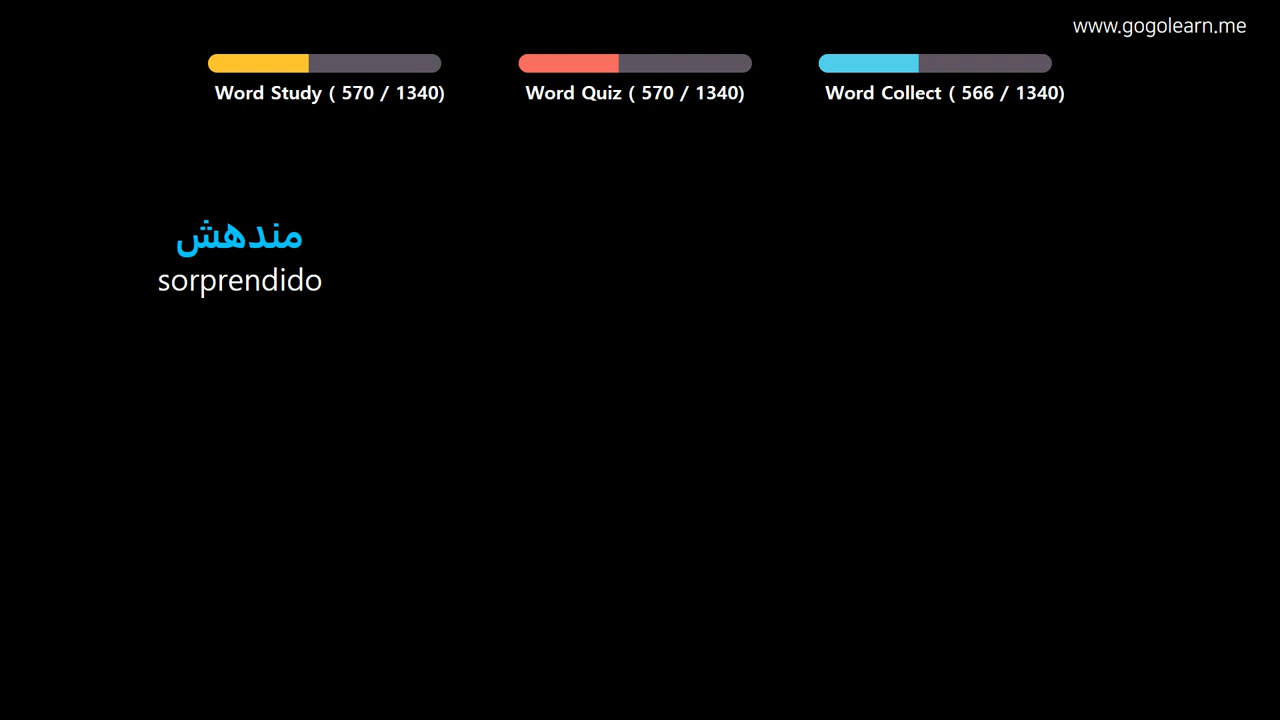 www.gogolearn.me
Word Study ( 570 / 1340)
Word Quiz ( 570 / 1340)
Word Collect ( 566 / 1340)
مندهش
sorprendido